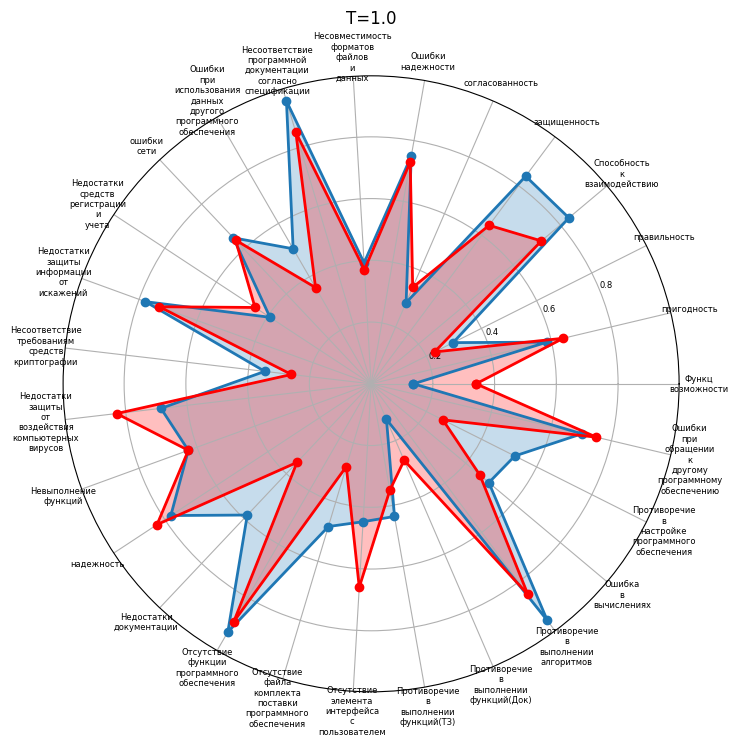 T=1.0
Несовместимость
форматов
файлов
и
данных
Ошибки
надежности
согласованность
защищенность
Способность
к
взаимодействию
правильность
пригодность
Функц
возможности
Ошибки
при
обращении
к
другому
программному
обеспечению
Противоречие
в
настройке
программного
обеспечения
Ошибка
в
вычислениях
Противоречие
в
выполнении
алгоритмов
Противоречие
в
выполнении
функций(Док)
Противоречие
в
выполнении
функций(ТЗ)
Отсутствие
элемента
интерфейса
с
пользователем
Отсутствие
файла
комплекта
поставки
программного
обеспечения
Отсутствие
функции
программного
обеспечения
Недостатки
документации
надежность
Невыполнение
функций
Недостатки
защиты
от
воздействия
компьютерных
вирусов
Несоответствие
требованиям
средств
криптографии
Недостатки
защиты
информации
от
искажений
Недостатки
средств
регистрации
и
учета
ошибки
сети
Ошибки
при
использования
данных
другого
программного
обеспечения
Несоответствие
программной
документации
согласно
спецификации
0.2
0.4
0.6
0.8